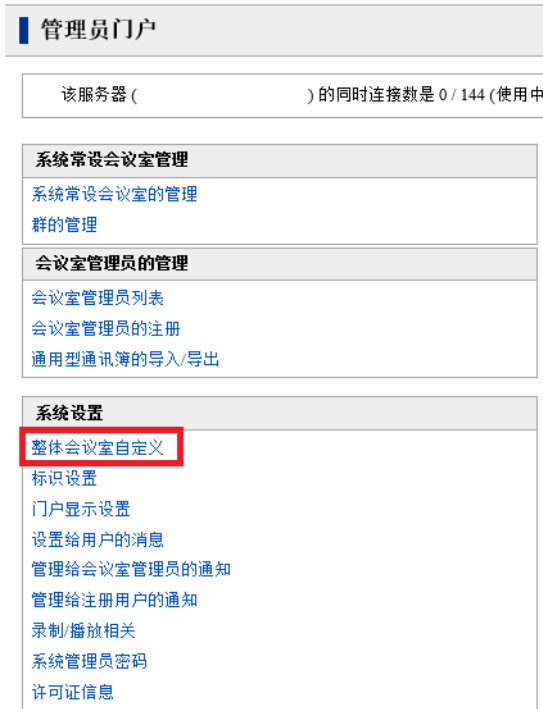 管理员门户
该服务器 ( ) 的同时连接数是 0 / 144 (使用中
系统常设会议室管理
系统常设会议室的管理
群的管理
会议室管理员的管理
会议室管理员列表
会议室管理员的注册
通用型通讯簿的导入/导出
系统设置
整体会议室自定义
标识设置
门户显示设置
设置给用户的消息
管理给会议室管理员的通知
管理给注册用户的通知
录制/播放相关
系统管理员密码
许可证信息